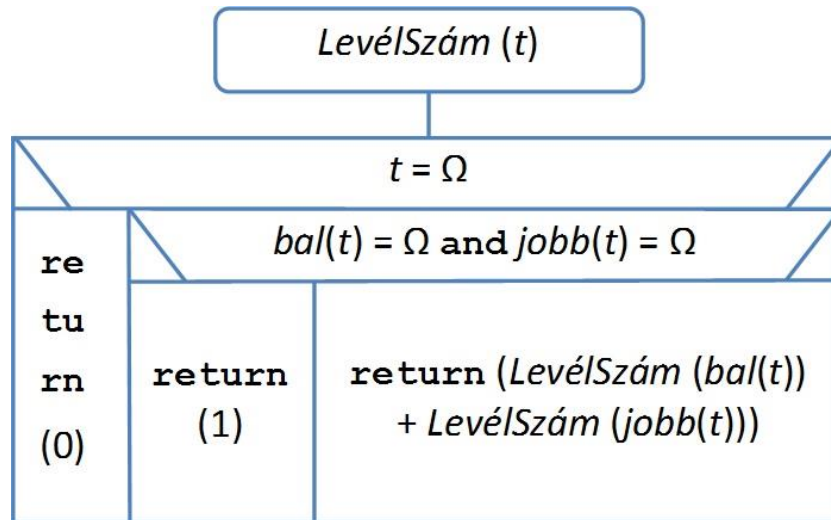 LevélSzám (t)
t = Ω
bal(t) = Ω and jobb(t) = Ω
re
tu
rn
(0)
return
(1)
return (LevélSzám (bal(t))
+ LevélSzám (jobb(t)))